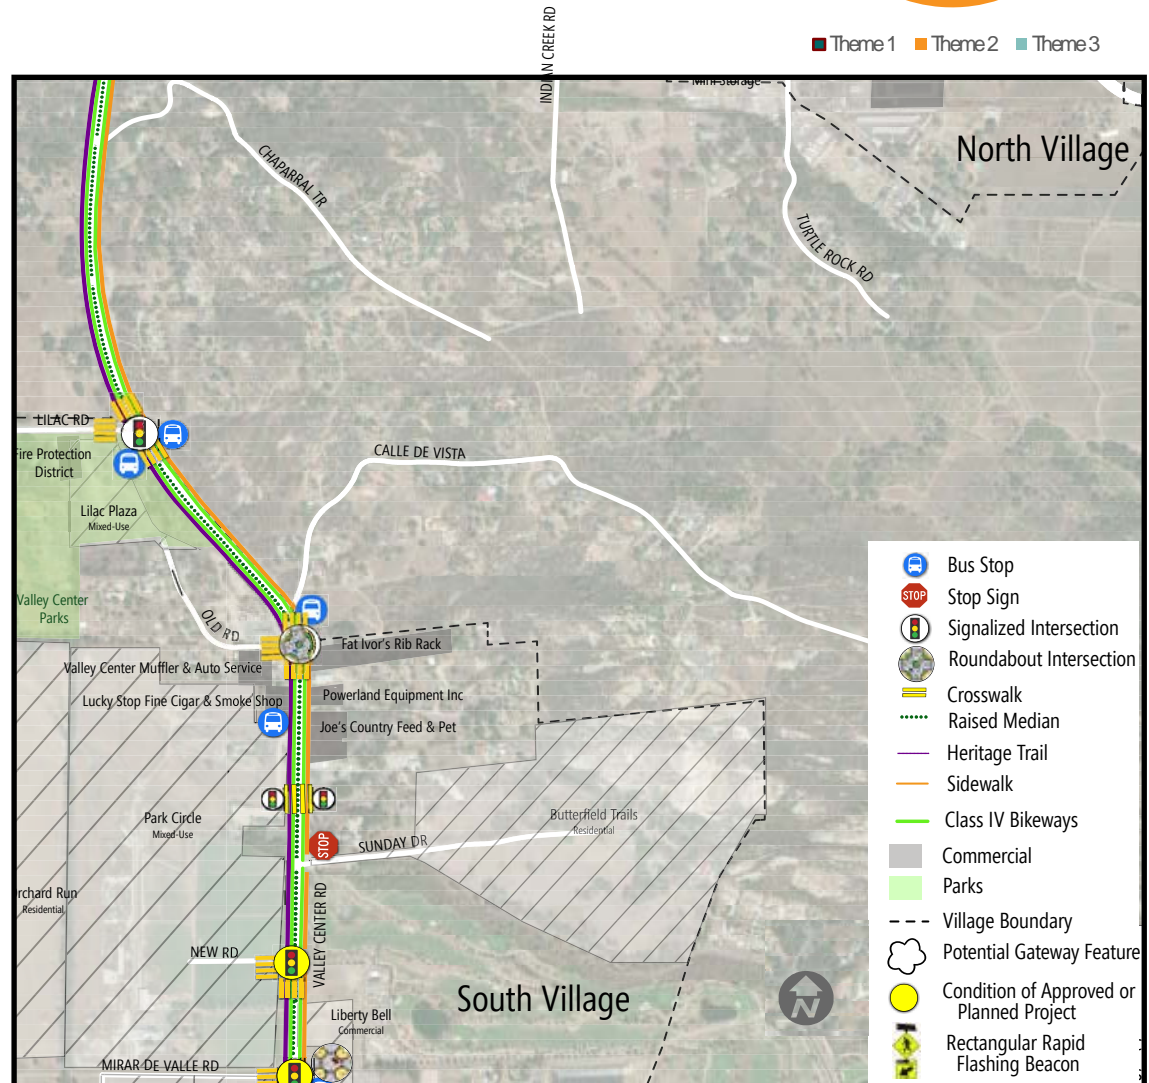 Theme 1 Theme 2 Theme 3
INDIAN CREEK RD
Mini Storage
North Village
CHAPARRAL TR
TURTLE ROCK RD
LILAC RD
Fire Protection
District
CALLE DE VISTA
Lilac Plaza
Mixed-Use
Valley Center
Parks
OLD RD
Fat Ivor's Rib Rack
Valley Center Muffler & Auto Service
Lucky Stop Fine Cigar & Smoke Shop
Powerland Equipment Inc
Joe's Country Feed & Pet
Park Circle
Mixed-Use
Butterfield Trails
Residential
STOP
SUNDAY DR
rchard Run
Residential
VALLEY CENTER RD
NEW RD
South Village
N
Liberty Bell
Commercial
MIRAR DE VALLE RD
Bus Stop
STOP
Stop Sign
Signalized Intersection
Roundabout Intersection
Crosswalk
Raised Median
Heritage Trail
Sidewalk
Class IV Bikeways
Commercial
Parks
Village Boundary
Potential Gateway Feature
Condition of Approved or
Planned Project
Rectangular Rapid
Flashing Beacon